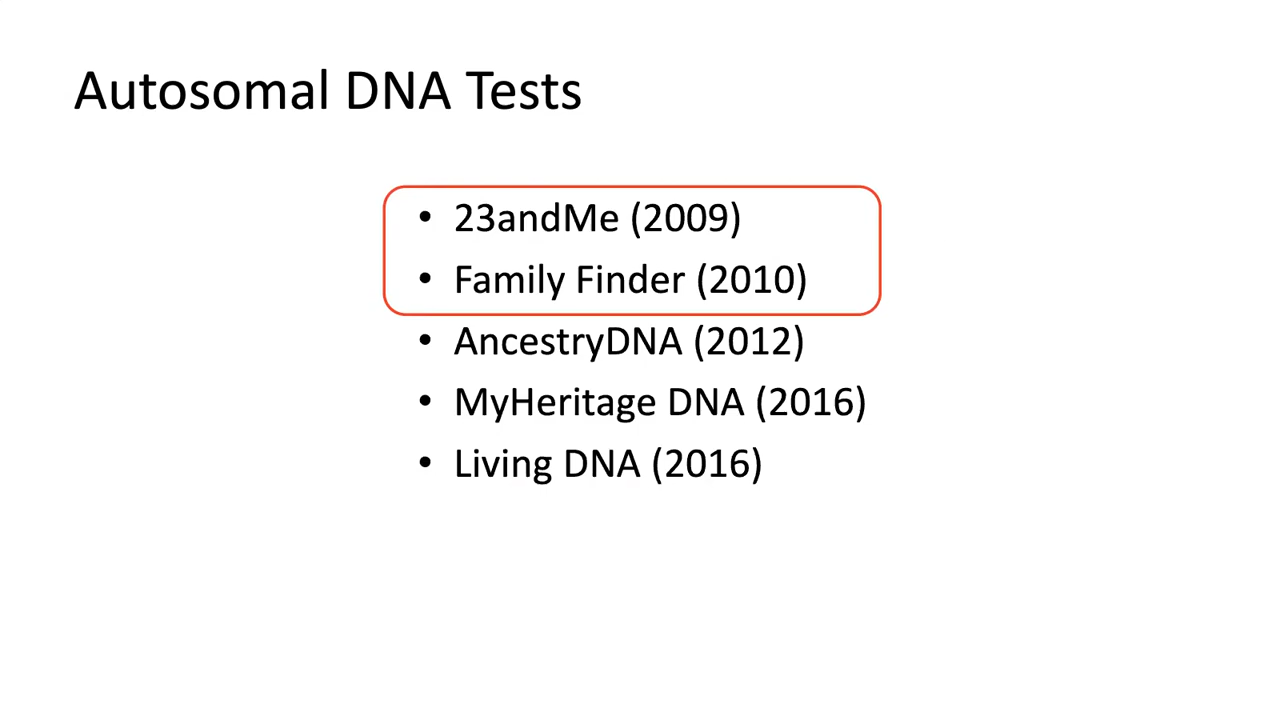 Autosomal DNA Tests
• 23andMe (2009)
• Family Finder (2010)
• AncestryDNA (2012)
• MyHeritage DNA (2016)
• Living DNA (2016)